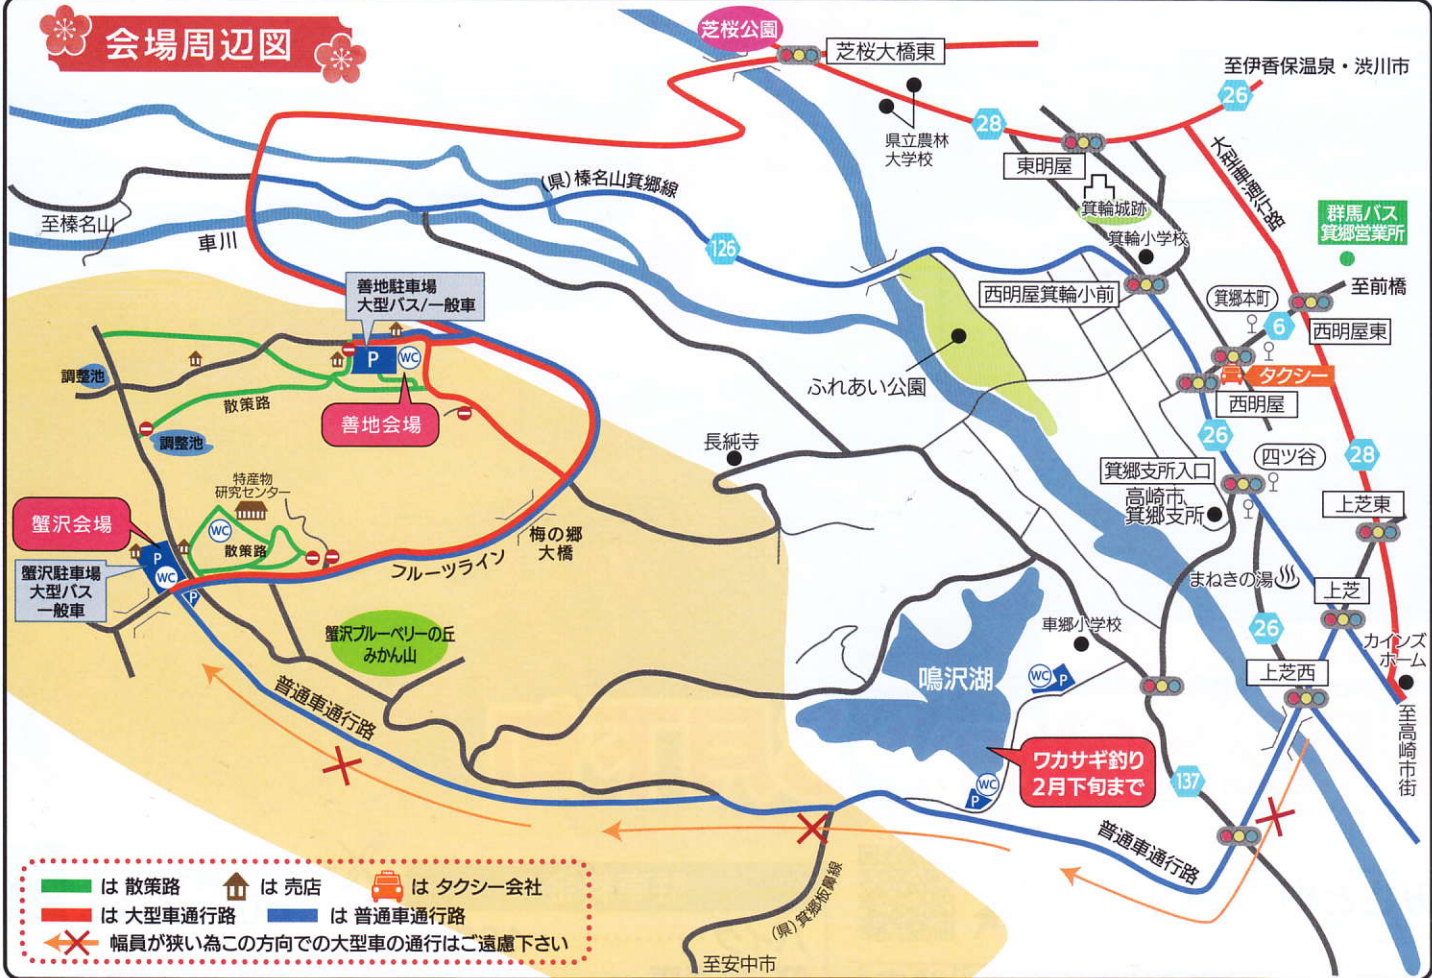 会場周辺図
芝桜公園
芝桜大橋東
至伊香保温泉・渋川市
26
28
県立農林
大学校
東明屋
大型車通行路
箕輪城跡
箕輪小学校
群馬バス
箕郷営業所
至前橋
(県)榛名山箕郷線
至榛名山
車川
126
西明屋箕輪小前
箕郷本町
6
西明屋東
タクシー
西明屋
ふれあい公園
善地駐車場
大型バス/一般車
P
WC
調整池
散策路
善地会場
調整池
長純寺
26
四ツ谷
28
箕郷支所入口
高崎市
箕郷支所
上芝東
特産物
研究センター
WC
散策路
蟹沢会場
P
WC
P
蟹沢駐車場
大型バス
一般車
フルーツライン
梅の郷
大橋
まねきの湯
上芝
26
カインズ
ホーム
蟹沢ブルーベリーの丘
みかん山
車郷小学校
鳴沢湖
WC
P
上芝西
至高崎市街
普通車通行路
ワカサギ釣り
2月下旬まで
WC
P
137
普通車通行路
(県)箕郷板鼻線
至安中市
は 散策路
は 売店
は タクシー会社
は 大型車通行路
は 普通車通行路
幅員が狭い為この方向での大型車の通行はご遠慮下さい